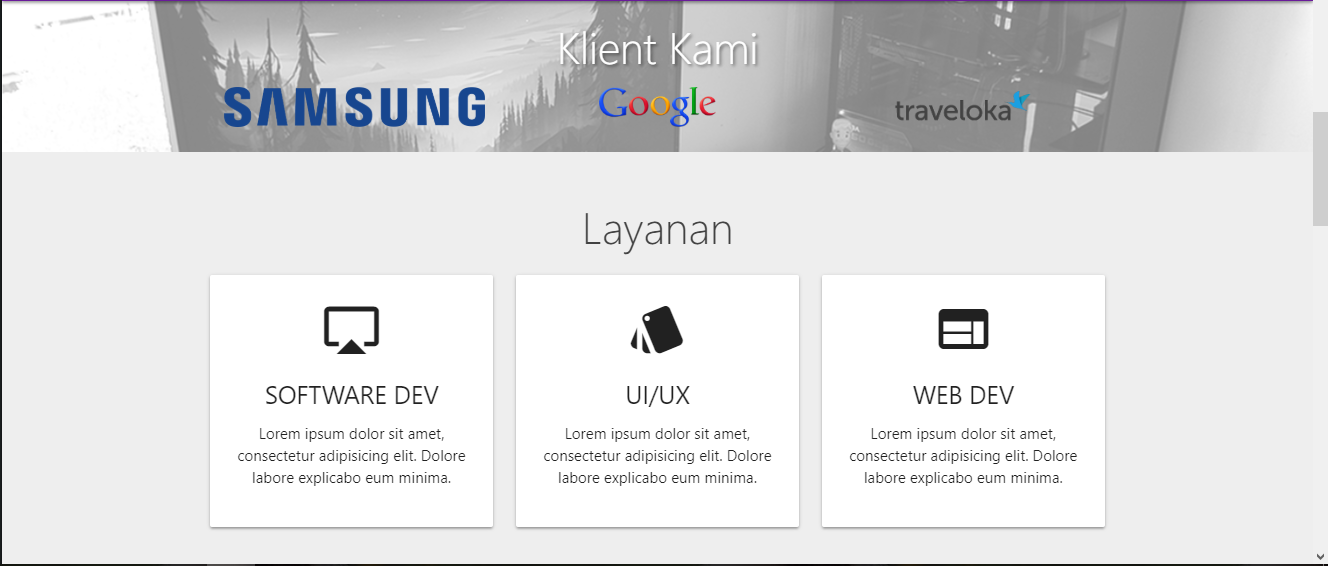 Klient Kami
SAMSUNG
Google
traveloka
Layanan
SOFTWARE DEV
Lorem ipsum dolor sit amet,
consectetur adipisicing elit. Dolore
labore explicabo eum minima.
UI/UX
Lorem ipsum dolor sit amet,
consectetur adipisicing elit. Dolore
labore explicabo eum minima.
WEB DEV
Lorem ipsum dolor sit amet,
consectetur adipisicing elit. Dolore
labore explicabo eum minima.